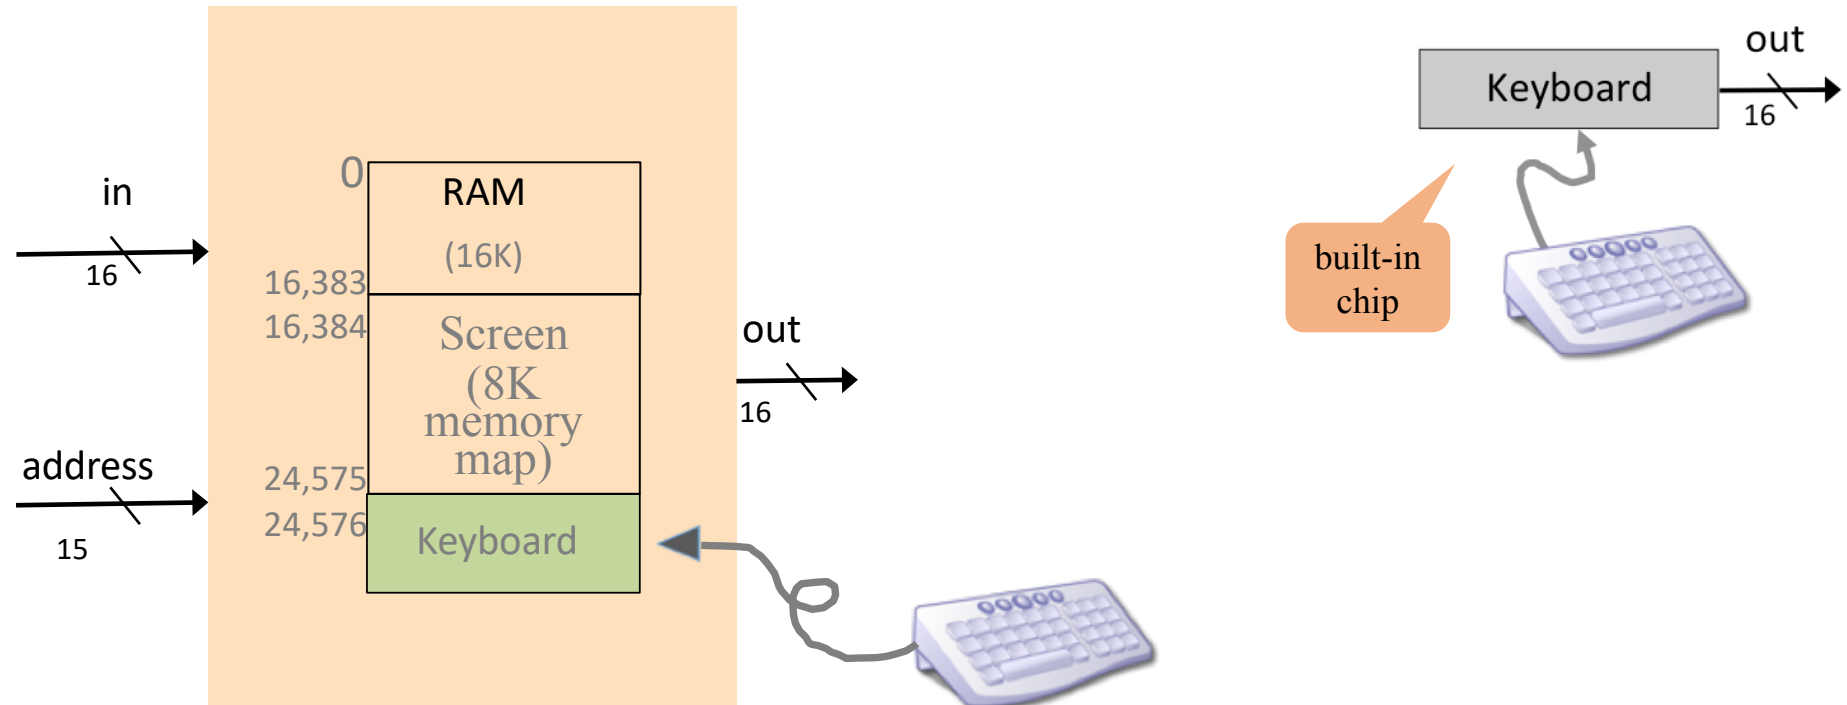 in
16
address
15
0
RAM
(16K)
16,383
16,384
Screen
(8K
memory
map)
24,575
24,576
Keyboard
out
16
Keyboard
out
16
built-in
chip